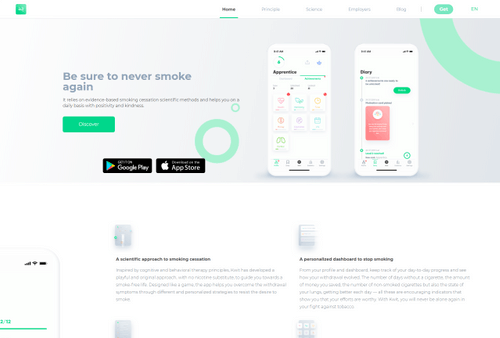 Home Principle Science Employers Blog Get EN
Be sure to never smoke
again
It relies on evidence-based smoking cessation scientific methods and helps you on a
daily basis with positivity and kindness.
Discover
GET IT ON
Google Play
Download on the
App Store
Apprentice
Diary
A scientific approach to smoking cessation
Inspired by cognitive and behavioral therapy principles, Kwit has developed a
playful and original approach, with no nicotine substitute, to guide you towards a
smoke-free life. Designed like a game, the app helps you overcome the withdrawal
symptoms through different and personalized strategies to resist the desire to
smoke.
A personalized dashboard to stop smoking
From your profile and dashboard, keep track of your day-to-day progress and see
how your withdrawal evolved. The number of days without a cigarette, the amount
of money you saved, the number of non-smoked cigarettes but also the state of
your lungs, getting better each day — all these are encouraging indicators that
show you that your efforts are worthy. With Kwit, you will never be alone again in
your fight against tobacco.